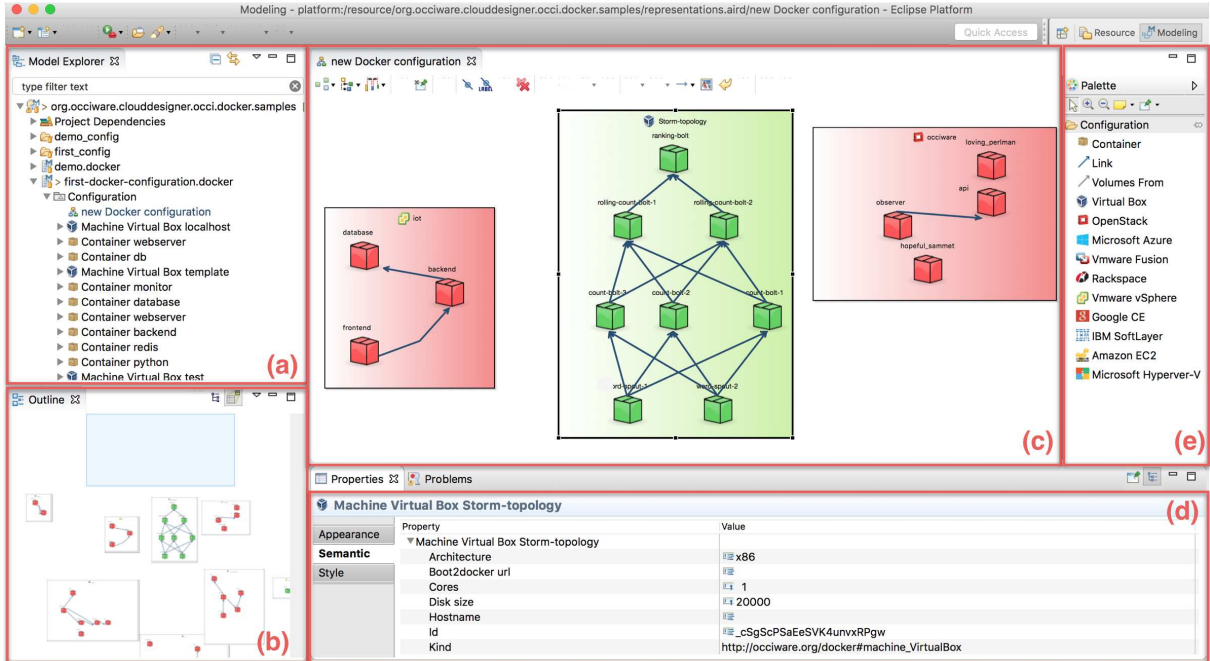 Modeling - platform:/resource/org.occiware.clouddesigner.occi.docker.samples/representations.aird/new Docker configuration - Eclipse Platform
Quick Access
Resource
Modeling
Model Explorer
type filter text
> org.occiware.clouddesigner.occi.docker.samples
Project Dependencies
demo_config
first_config
demo.docker
> first-docker-configuration.docker
Configuration
new Docker configuration
Machine Virtual Box localhost
Container webserver
Container db
Machine Virtual Box template
Container monitor
Container database
Container webserver
Container backend
Container redis
Container python
Machine Virtual Box test
(a)
Outline
(b)
new Docker configuration
LABEL
iot
database
backend
frontend
Storm-topology
ranking-bolt
rolling-count-bolt-1
rolling-count-bolt-2
count-bolt-3
count-bolt-2
count-bolt-1
word-spout-2
occiware
loving_perlman
api
observer
hopeful_sammet
(c)
Palette
Configuration
Container
Link
Volumes From
Virtual Box
OpenStack
Microsoft Azure
Vmware Fusion
Rackspace
Vmware vSphere
Google CE
IBM SoftLayer
Amazon EC2
Microsoft Hyperver-V
(e)
Properties
Problems
Machine Virtual Box Storm-topology
(d)
Appearance
Semantic
Style
Property Value
Machine Virtual Box Storm-topology
Architecture x86
Boot2docker url
Cores 1
Disk size 20000
Hostname
Id _cSgScPSaEeSVK4unvxRPgw
Kind http://occiware.org/docker#machine_VirtualBox